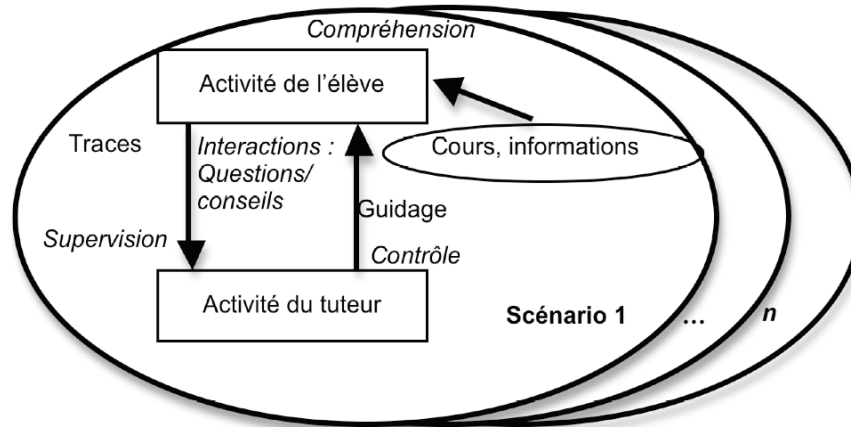 Compréhension
Activité de l’élève
Traces
Interactions :
Questions/
conseils
Cours, informations
Guidage
Supervision
Contrôle
Activité du tuteur
Scénario 1 … n